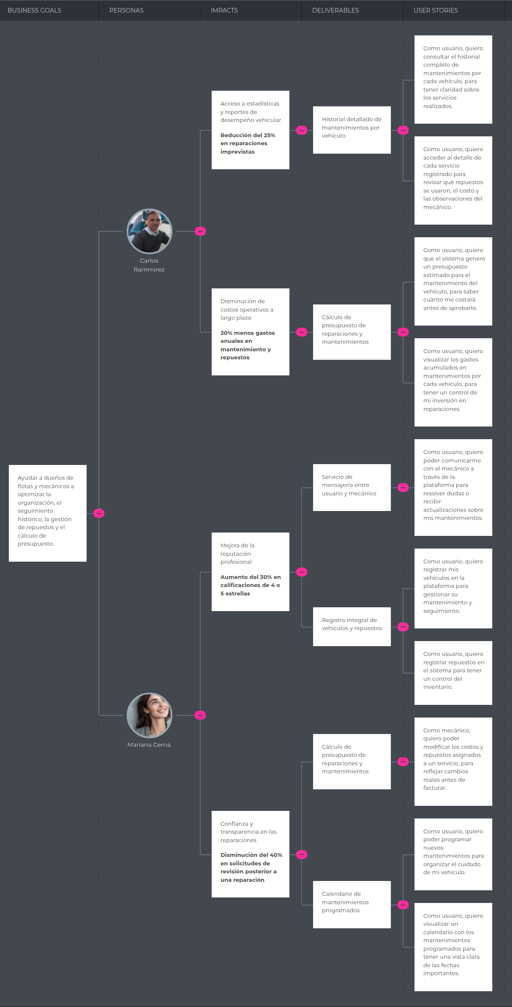 BUSINESS GOALS
PERSONAS
IMPACTS
DELIVERABLES
USER STORIES
Ayudar a dueños de
flotas y mecánicos a
optimizar la
organización, el
seguimiento
histórico, la gestión
de repuestos y el
cálculo de
presupuesto.
Carlos
Rammirez
Acceso a estadísticas
y reportes de
desempeño vehicular
Reducción del 25%
en reparaciones
imprevistas
Historial detallado de
mantenimientos por
vehículo
Como usuario, quiero
consultar el historial
completo de
mantenimientos por
cada vehículo, para
tener claridad sobre
los servicios
realizados.
Como usuario, quiero
acceder al detalle de
cada servicio
registrado para
revisar qué repuestos
se usaron, el costo y
las observaciones del
mecánico.
Disminución de
costos operativos a
largo plazo
20% menos gastos
anuales en
mantenimiento y
repuestos
Cálculo de
presupuesto de
reparaciones y
mantenimientos
Como usuario, quiero
que el sistema genere
un presupuesto
estimado para el
mantenimiento del
vehículo, para saber
cuánto me costará
antes de aprobarlo.
Como usuario, quiero
visualizar los gastos
acumulados en
mantenimientos por
cada vehículo, para
tener un control de
mi inversión en
reparaciones.
Mariana Cerna
Mejora de la
reputación
profesional
Aumento del 30% en
calificaciones de 4 o
5 estrellas
Servicio de
mensajería entre
usuario y mecánico
Como usuario, quiero
poder comunicarme
con el mecánico a
través de la
plataforma para
resolver dudas o
recibir
actualizaciones sobre
mis mantenimientos.
Registro integral de
vehículos y repuestos
Como usuario, quiero
registrar mis
vehículos en la
plataforma para
gestionar su
mantenimiento y
seguimiento.
Como usuario, quiero
registrar repuestos en
el sistema para tener
un control del
inventario.
Confianza y
transparencia en las
reparaciones
Disminución del 40%
en solicitudes de
revisión posterior a
una reparación
Cálculo de
presupuesto de
reparaciones y
mantenimientos
Como mecánico,
quiero poder
modificar los costos y
repuestos asignados
a un servicio, para
reflejar cambios
reales antes de
facturar.
Calendario de
mantenimientos
programados
Como usuario, quiero
poder programar
nuevos
mantenimientos para
organizar el cuidado
de mi vehículo.
Como usuario, quiero
visualizar un
calendario con los
mantenimientos
programados para
tener una vista clara
de las fechas
importantes.